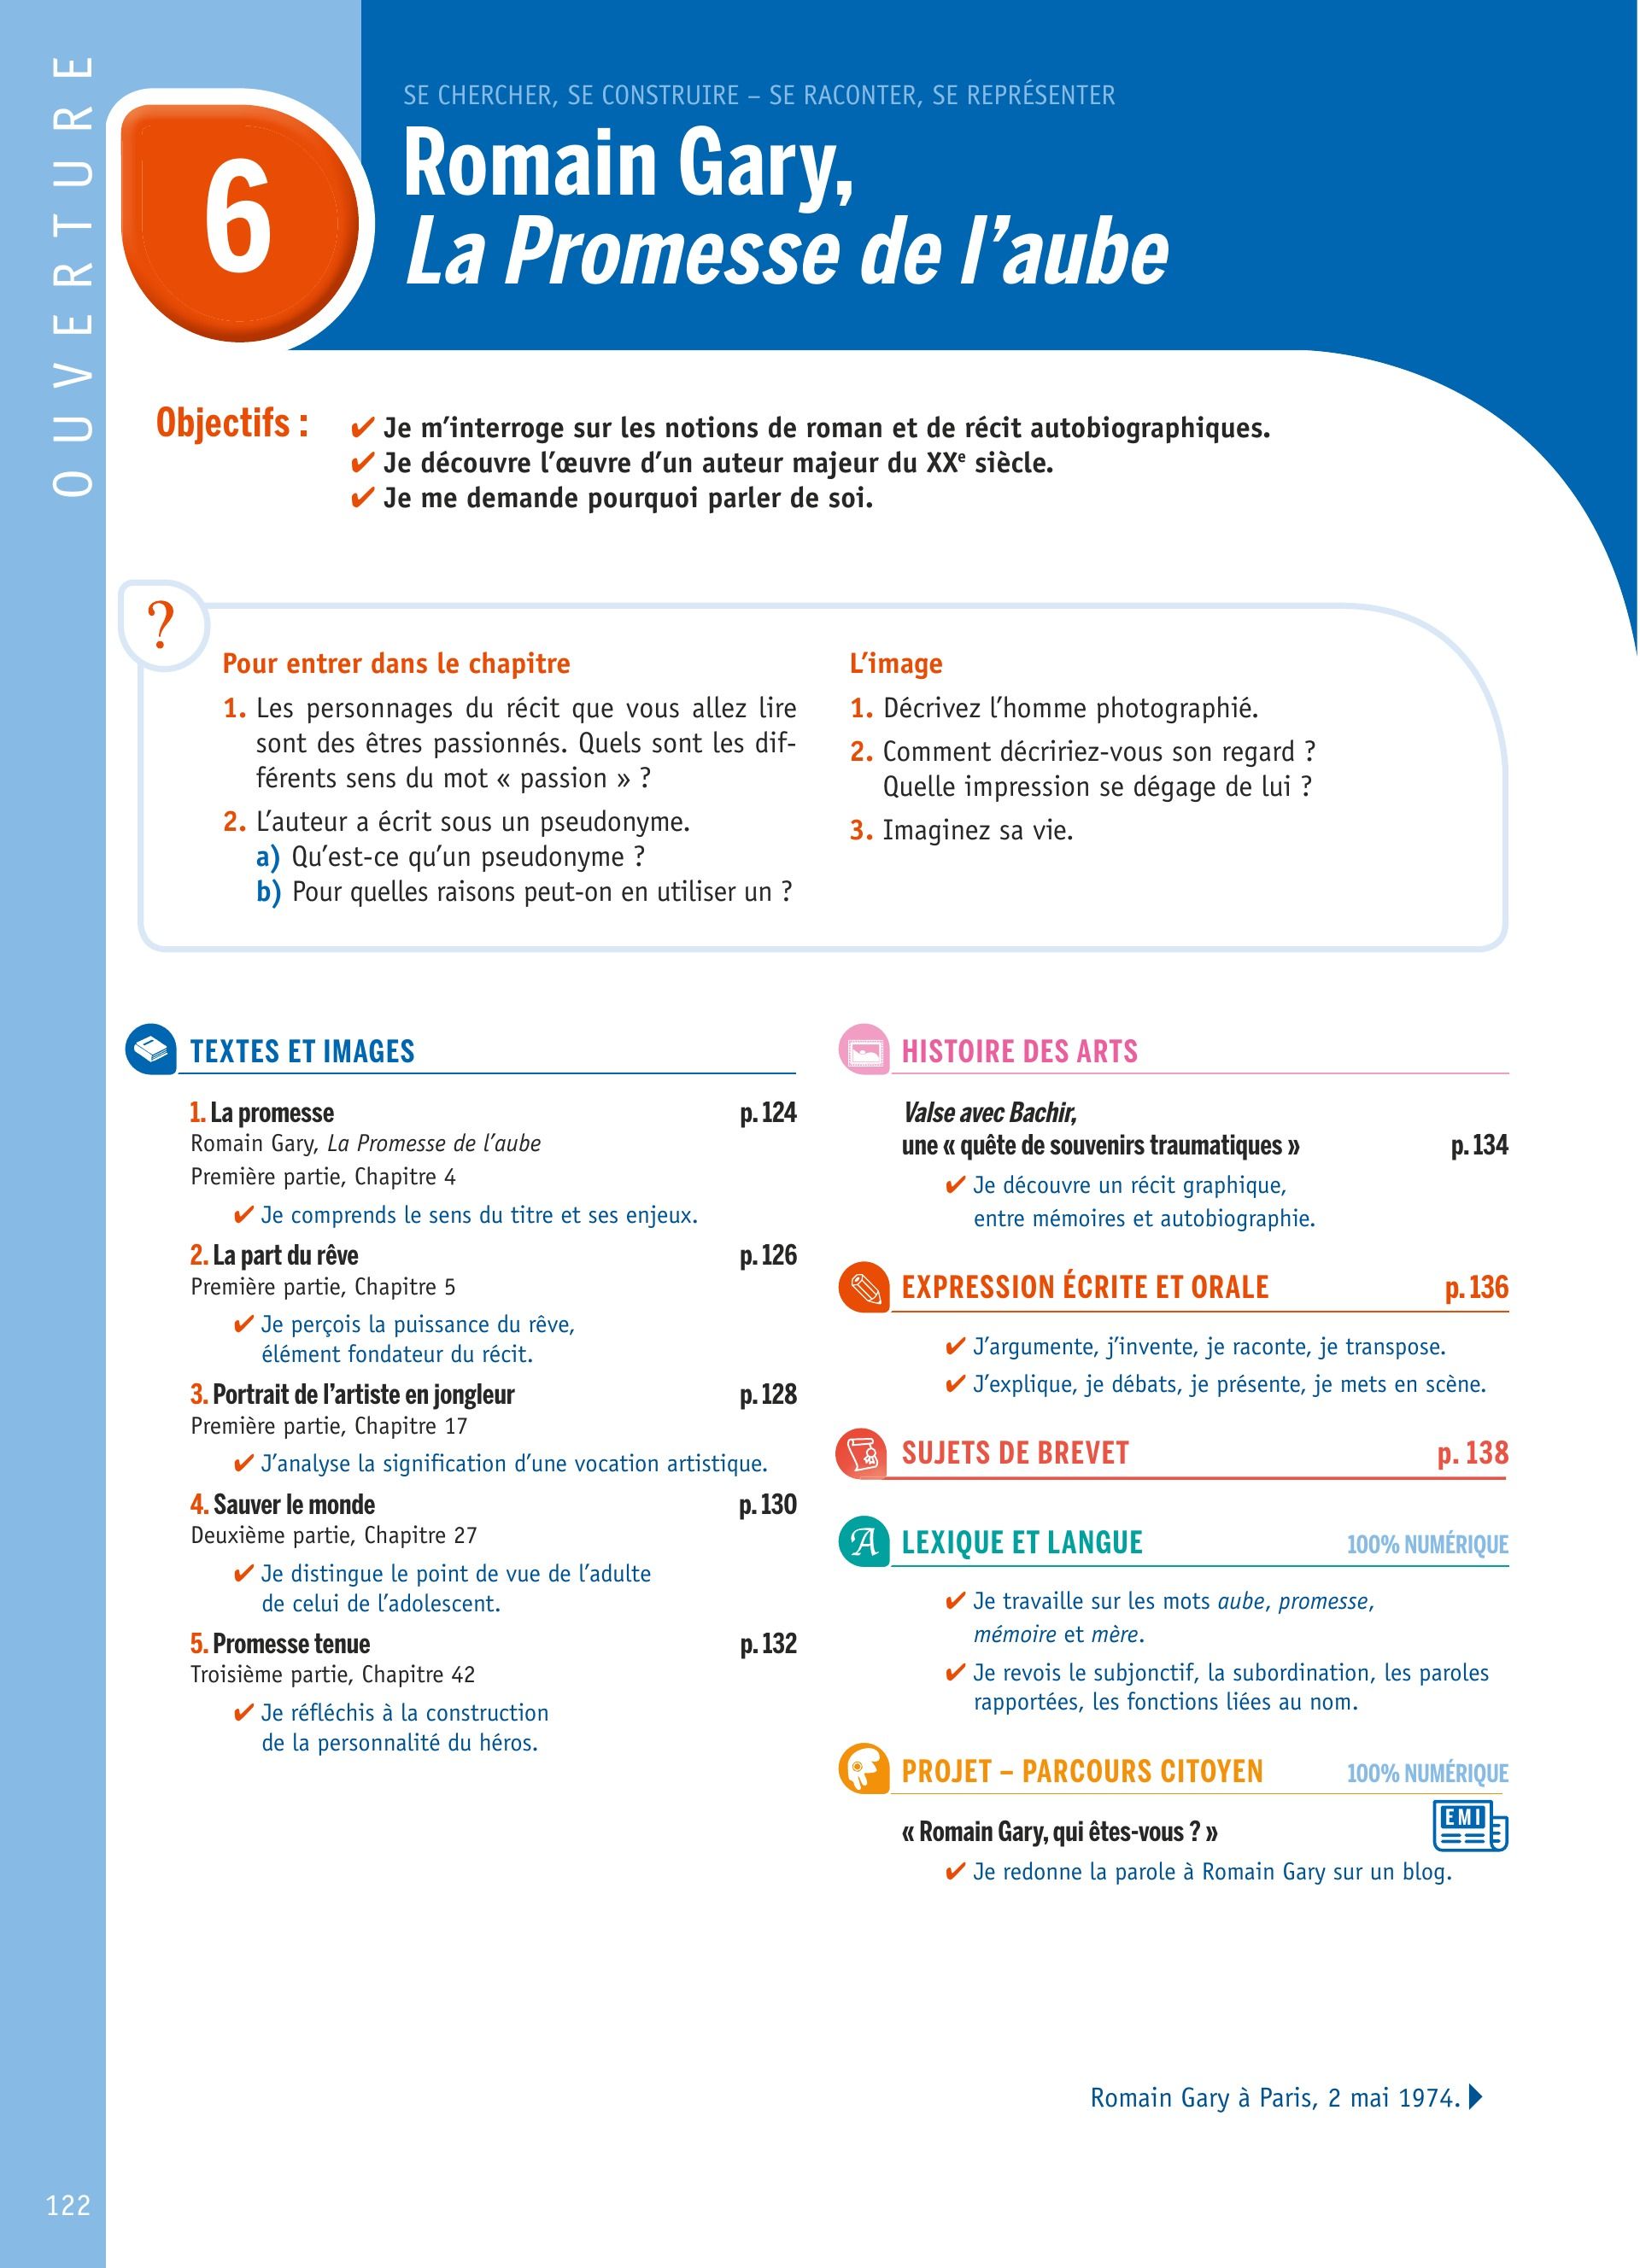 OUVERTURE
6
SE CHERCHER, SE CONSTRUIRE – SE RACONTER, SE REPRÉSENTER
Romain Gary,
La Promesse de l’aube
Objectifs :
✔ Je m’interroge sur les notions de roman et de récit autobiographiques.
✔ Je découvre l’œuvre d’un auteur majeur du XXe siècle.
✔ Je me demande pourquoi parler de soi.
?
Pour entrer dans le chapitre
1. Les personnages du récit que vous allez lire
sont des êtres passionnés. Quels sont les dif-
férents sens du mot « passion » ?
2. L’auteur a écrit sous un pseudonyme.
a) Qu’est-ce qu’un pseudonyme ?
b) Pour quelles raisons peut-on en utiliser un ?
L’image
1. Décrivez l’homme photographié.
2. Comment décririez-vous son regard ?
Quelle impression se dégage de lui ?
3. Imaginez sa vie.
TEXTES ET IMAGES
1. La promesse p. 124
Romain Gary, La Promesse de l’aube
Première partie, Chapitre 4
✔ Je comprends le sens du titre et ses enjeux.
2. La part du rêve p. 126
Première partie, Chapitre 5
✔ Je perçois la puissance du rêve,
élément fondateur du récit.
3. Portrait de l’artiste en jongleur p. 128
Première partie, Chapitre 17
✔ J’analyse la signification d’une vocation artistique.
4. Sauver le monde p. 130
Deuxième partie, Chapitre 27
✔ Je distingue le point de vue de l’adulte
de celui de l’adolescent.
5. Promesse tenue p. 132
Troisième partie, Chapitre 42
✔ Je réfléchis à la construction
de la personnalité du héros.
HISTOIRE DES ARTS
Valse avec Bachir,
une « quête de souvenirs traumatiques » p. 134
✔ Je découvre un récit graphique,
entre mémoires et autobiographie.
EXPRESSION ÉCRITE ET ORALE p. 136
✔ J’argumente, j’invente, je raconte, je transpose.
✔ J’explique, je débats, je présente, je mets en scène.
SUJETS DE BREVET p. 138
A LEXIQUE ET LANGUE 100% NUMÉRIQUE
✔ Je travaille sur les mots aube, promesse,
mémoire et mère.
✔ Je revois le subjonctif, la subordination, les paroles
rapportées, les fonctions liées au nom.
PROJET – PARCOURS CITOYEN 100% NUMÉRIQUE
EMI
« Romain Gary, qui êtes-vous ? »
✔ Je redonne la parole à Romain Gary sur un blog.
Romain Gary à Paris, 2 mai 1974.
122